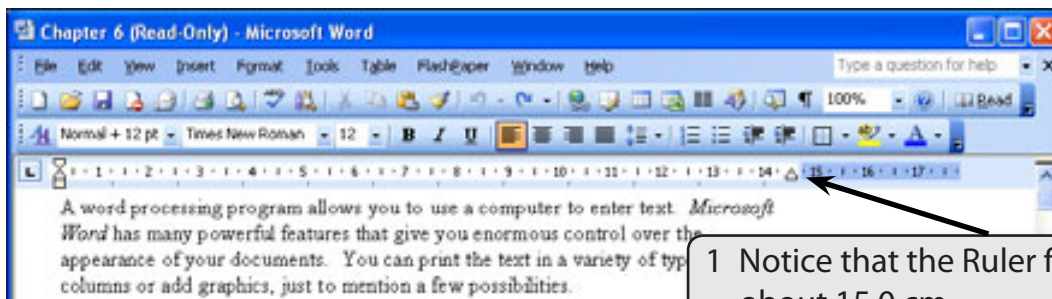 Chapter 6 (Read-Only) - Microsoft Word
File Edit View Insert Format Tools Table FlashPaper Window Help Type a question for help
100% Read
Normal + 12 pt Times New Roman 12 B I U A
1 2 3 4 5 6 7 8 9 10 11 12 13 14 15 16 17
A word processing program allows you to use a computer to enter text. Microsoft
Word has many powerful features that give you enormous control over the
appearance of your documents. You can print the text in a variety of typ
columns or add graphics, just to mention a few possibilities.
1 Notice that the Ruler f
about 15.0 cm